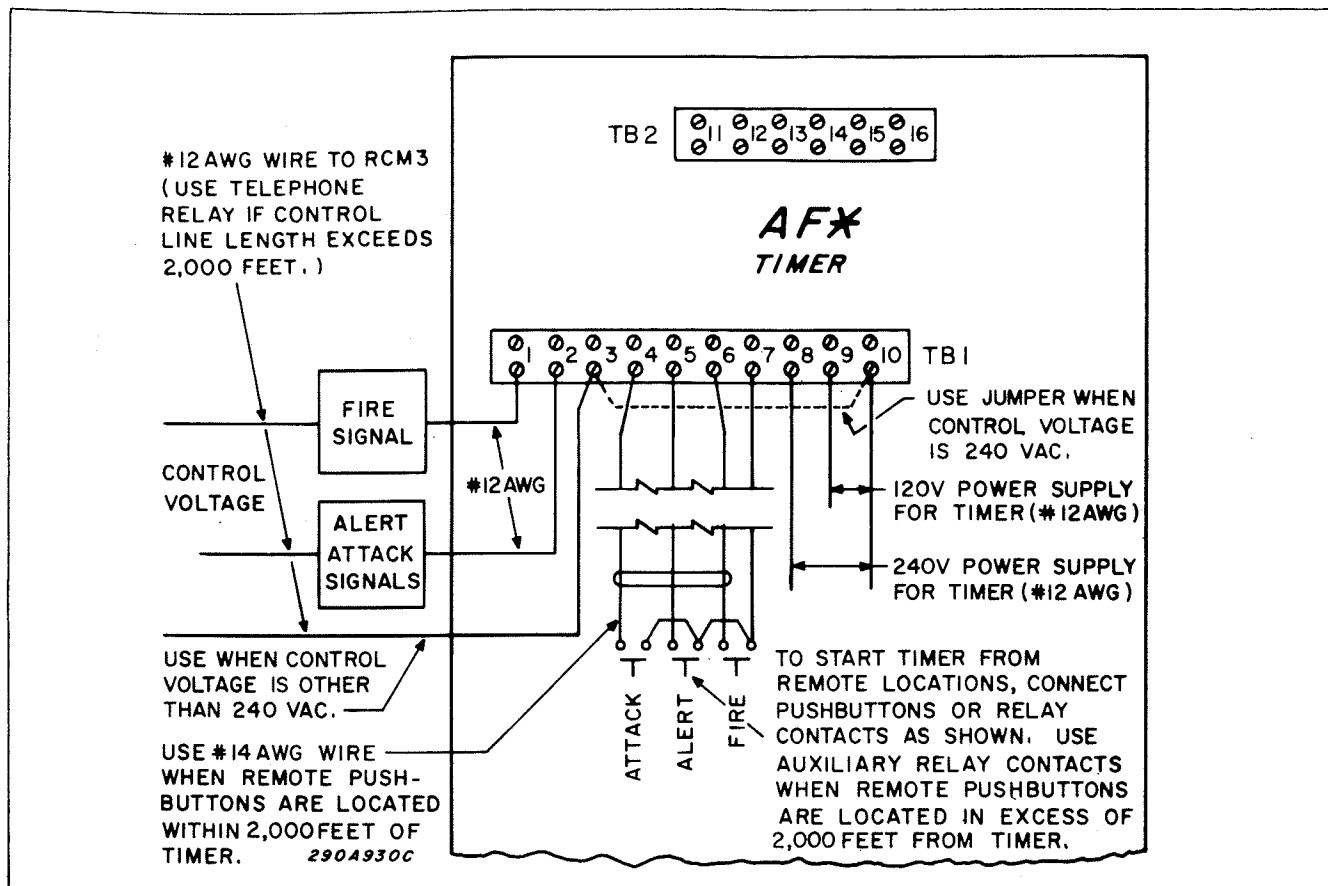 TB2
11 12 13 14 15 16
#12 AWG WIRE TO RCM3
(USE TELEPHONE
RELAY IF CONTROL
LINE LENGTH EXCEEDS
2,000 FEET.)
AF*
TIMER
1 2 3 4 5 6 7 8 9 10
TB1
FIRE
SIGNAL
CONTROL
VOLTAGE
#12AWG
ALERT
ATTACK
SIGNALS
USE JUMPER WHEN
CONTROL VOLTAGE
IS 240 VAC.
120V POWER SUPPLY
FOR TIMER (#12AWG)
240V POWER SUPPLY
FOR TIMER (#12 AWG)
USE WHEN CONTROL
VOLTAGE IS OTHER
THAN 240 VAC.
USE #14 AWG WIRE
WHEN REMOTE PUSH-
BUTTONS ARE LOCATED
WITHIN 2,000 FEET OF
TIMER.
290A930C
ATTACK
ALERT
FIRE
TO START TIMER FROM
REMOTE LOCATIONS, CONNECT
PUSHBUTTONS OR RELAY
CONTACTS AS SHOWN. USE
AUXILIARY RELAY CONTACTS
WHEN REMOTE PUSHBUTTONS
ARE LOCATED IN EXCESS OF
2,000 FEET FROM TIMER.